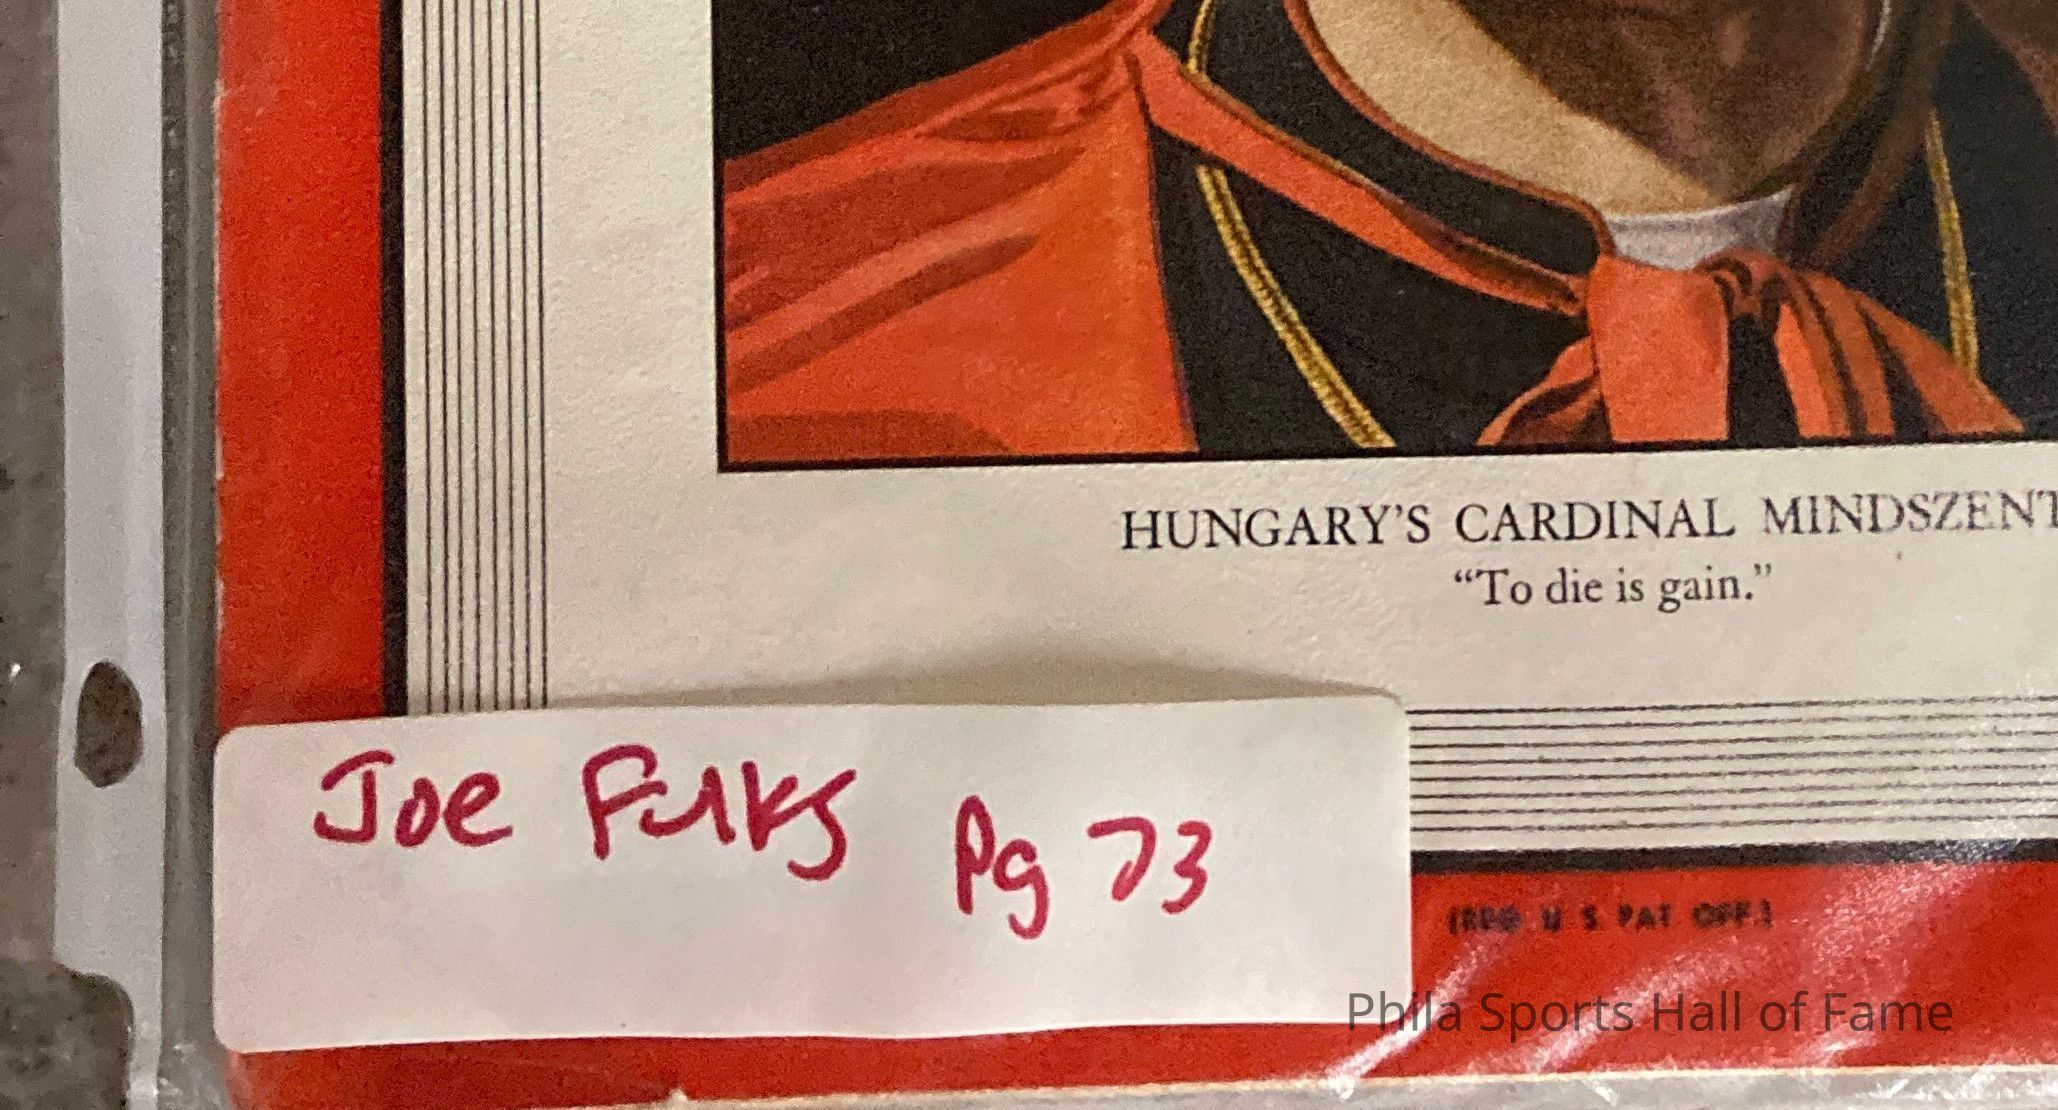 HUNGARY'S CARDINAL MINDSZENT
“To die is gain.”
Joe Fulks Pg 73
(REG. U. S. PAT. OFF.)
Phila Sports Hall of Fame